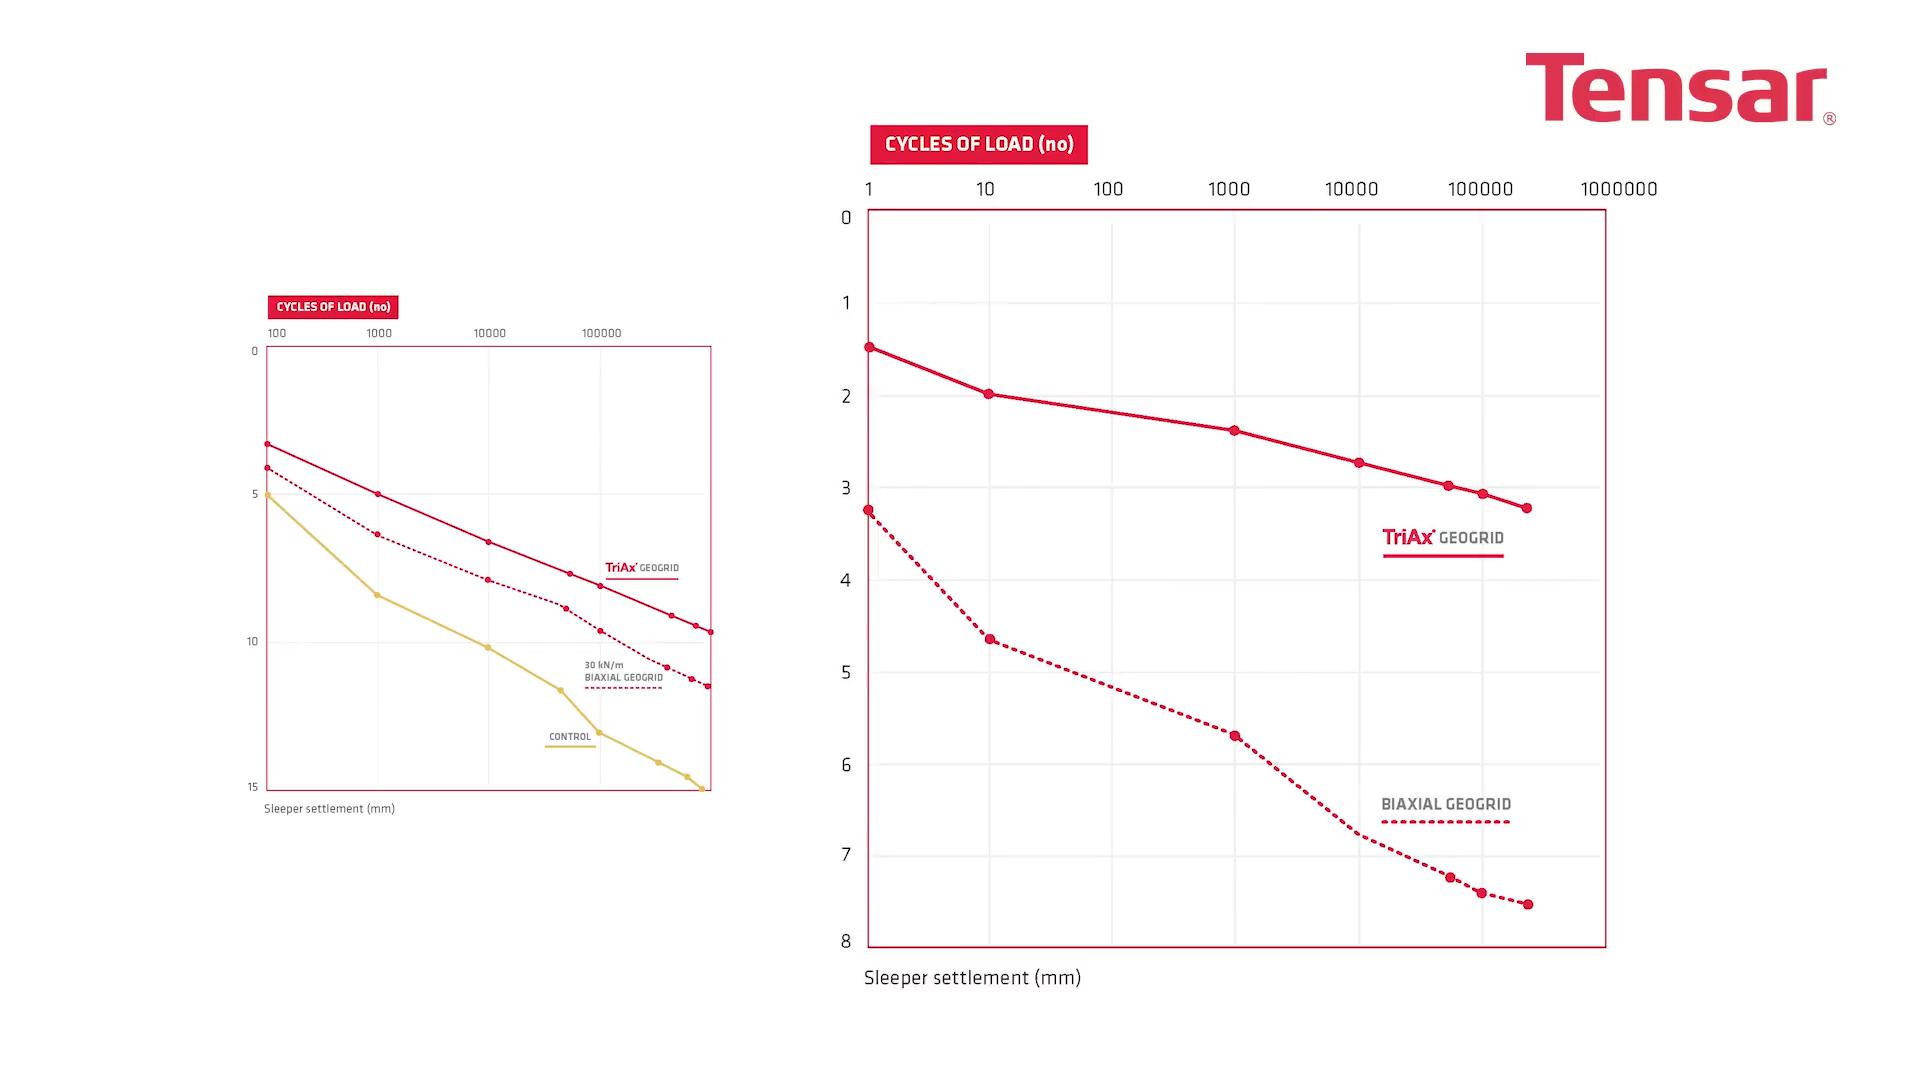 Tensar®
CYCLES OF LOAD (no)
100 1000 10000 100000
0
5
10
15
TriAx® GEOGRID
30 kN/m
BIAXIAL GEOGRID
CONTROL
Sleeper settlement (mm)
CYCLES OF LOAD (no)
1 10 100 1000 10000 100000 1000000
0
1
2
3
4
5
6
7
8
TriAx® GEOGRID
BIAXIAL GEOGRID
Sleeper settlement (mm)